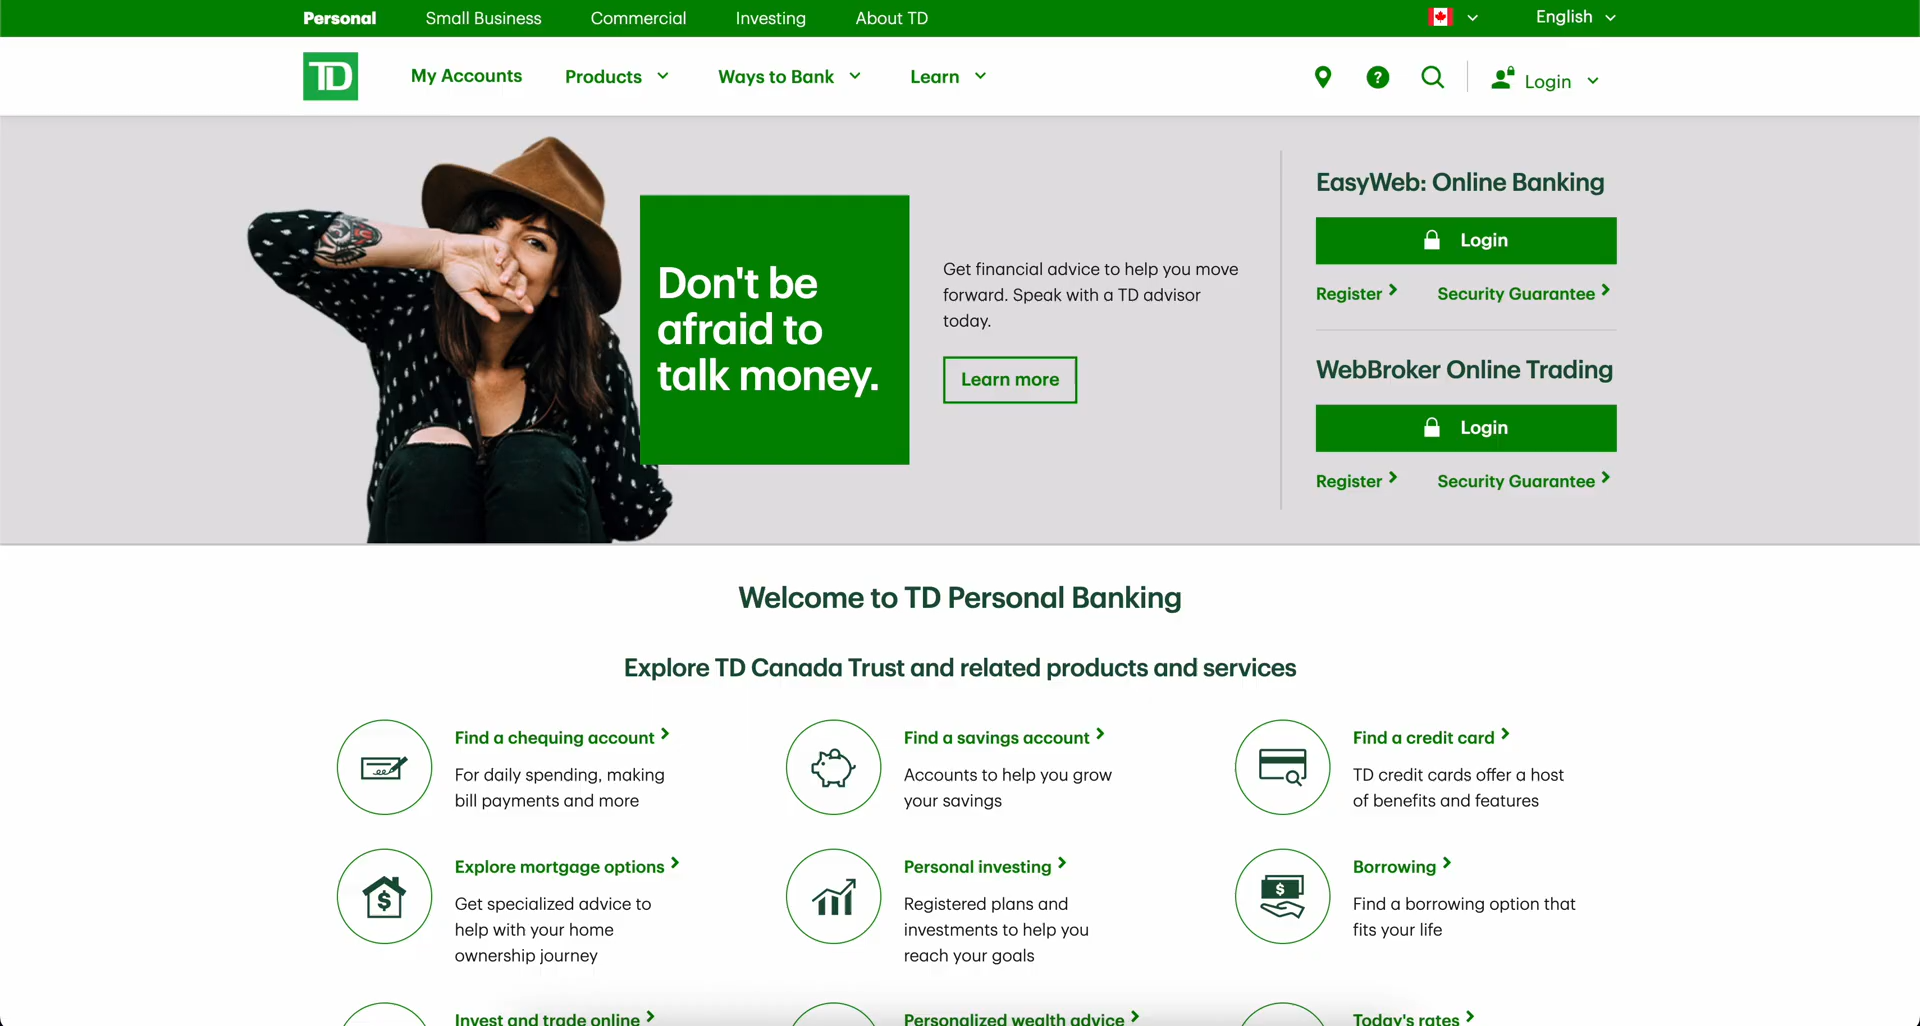 Personal
Small Business
Commercial
Investing
About TD
English
TD
My Accounts
Products
Ways to Bank
Learn
?
Login
Don't be
afraid to
talk money.
Get financial advice to help you move
forward. Speak with a TD advisor
today.
Learn more
EasyWeb: Online Banking
Login
Register
Security Guarantee
WebBroker Online Trading
Login
Register
Security Guarantee
Welcome to TD Personal Banking
Explore TD Canada Trust and related products and services
Find a chequing account
For daily spending, making
bill payments and more
Find a savings account
Accounts to help you grow
your savings
Find a credit card
TD credit cards offer a host
of benefits and features
$
Explore mortgage options
Get specialized advice to
help with your home
ownership journey
Personal investing
Registered plans and
investments to help you
reach your goals
$
Borrowing
Find a borrowing option that
fits your life
Invest and trade online
Personalized wealth advice
Today's rates